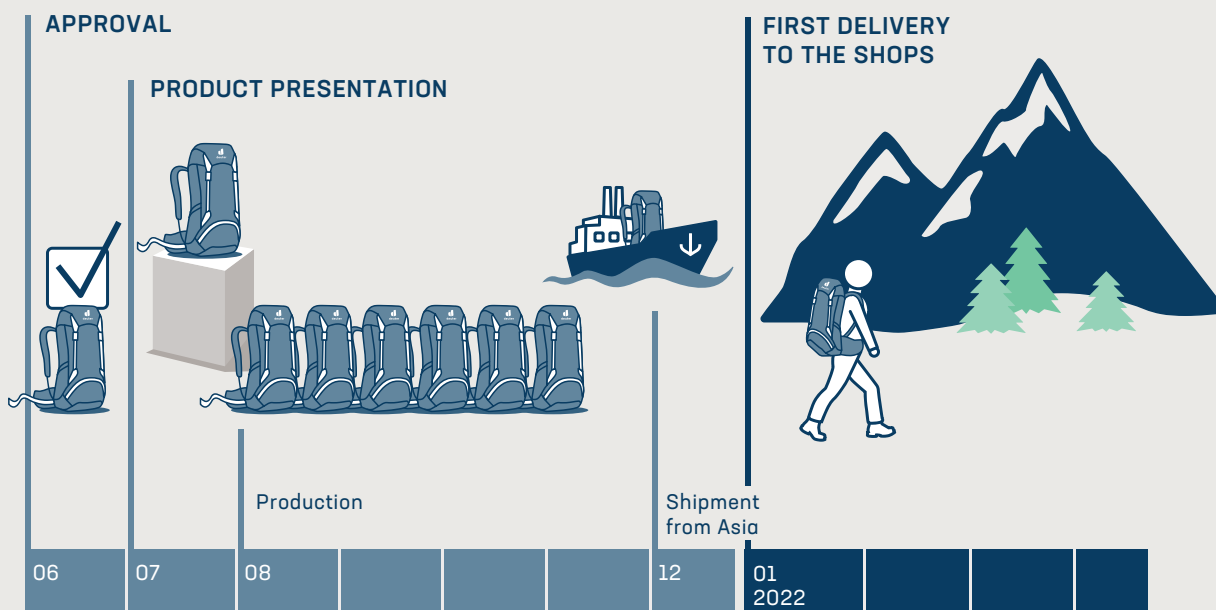 APPROVAL
PRODUCT PRESENTATION
FIRST DELIVERY
TO THE SHOPS
Production
Shipment
from Asia
06
07
08
12
01
2022